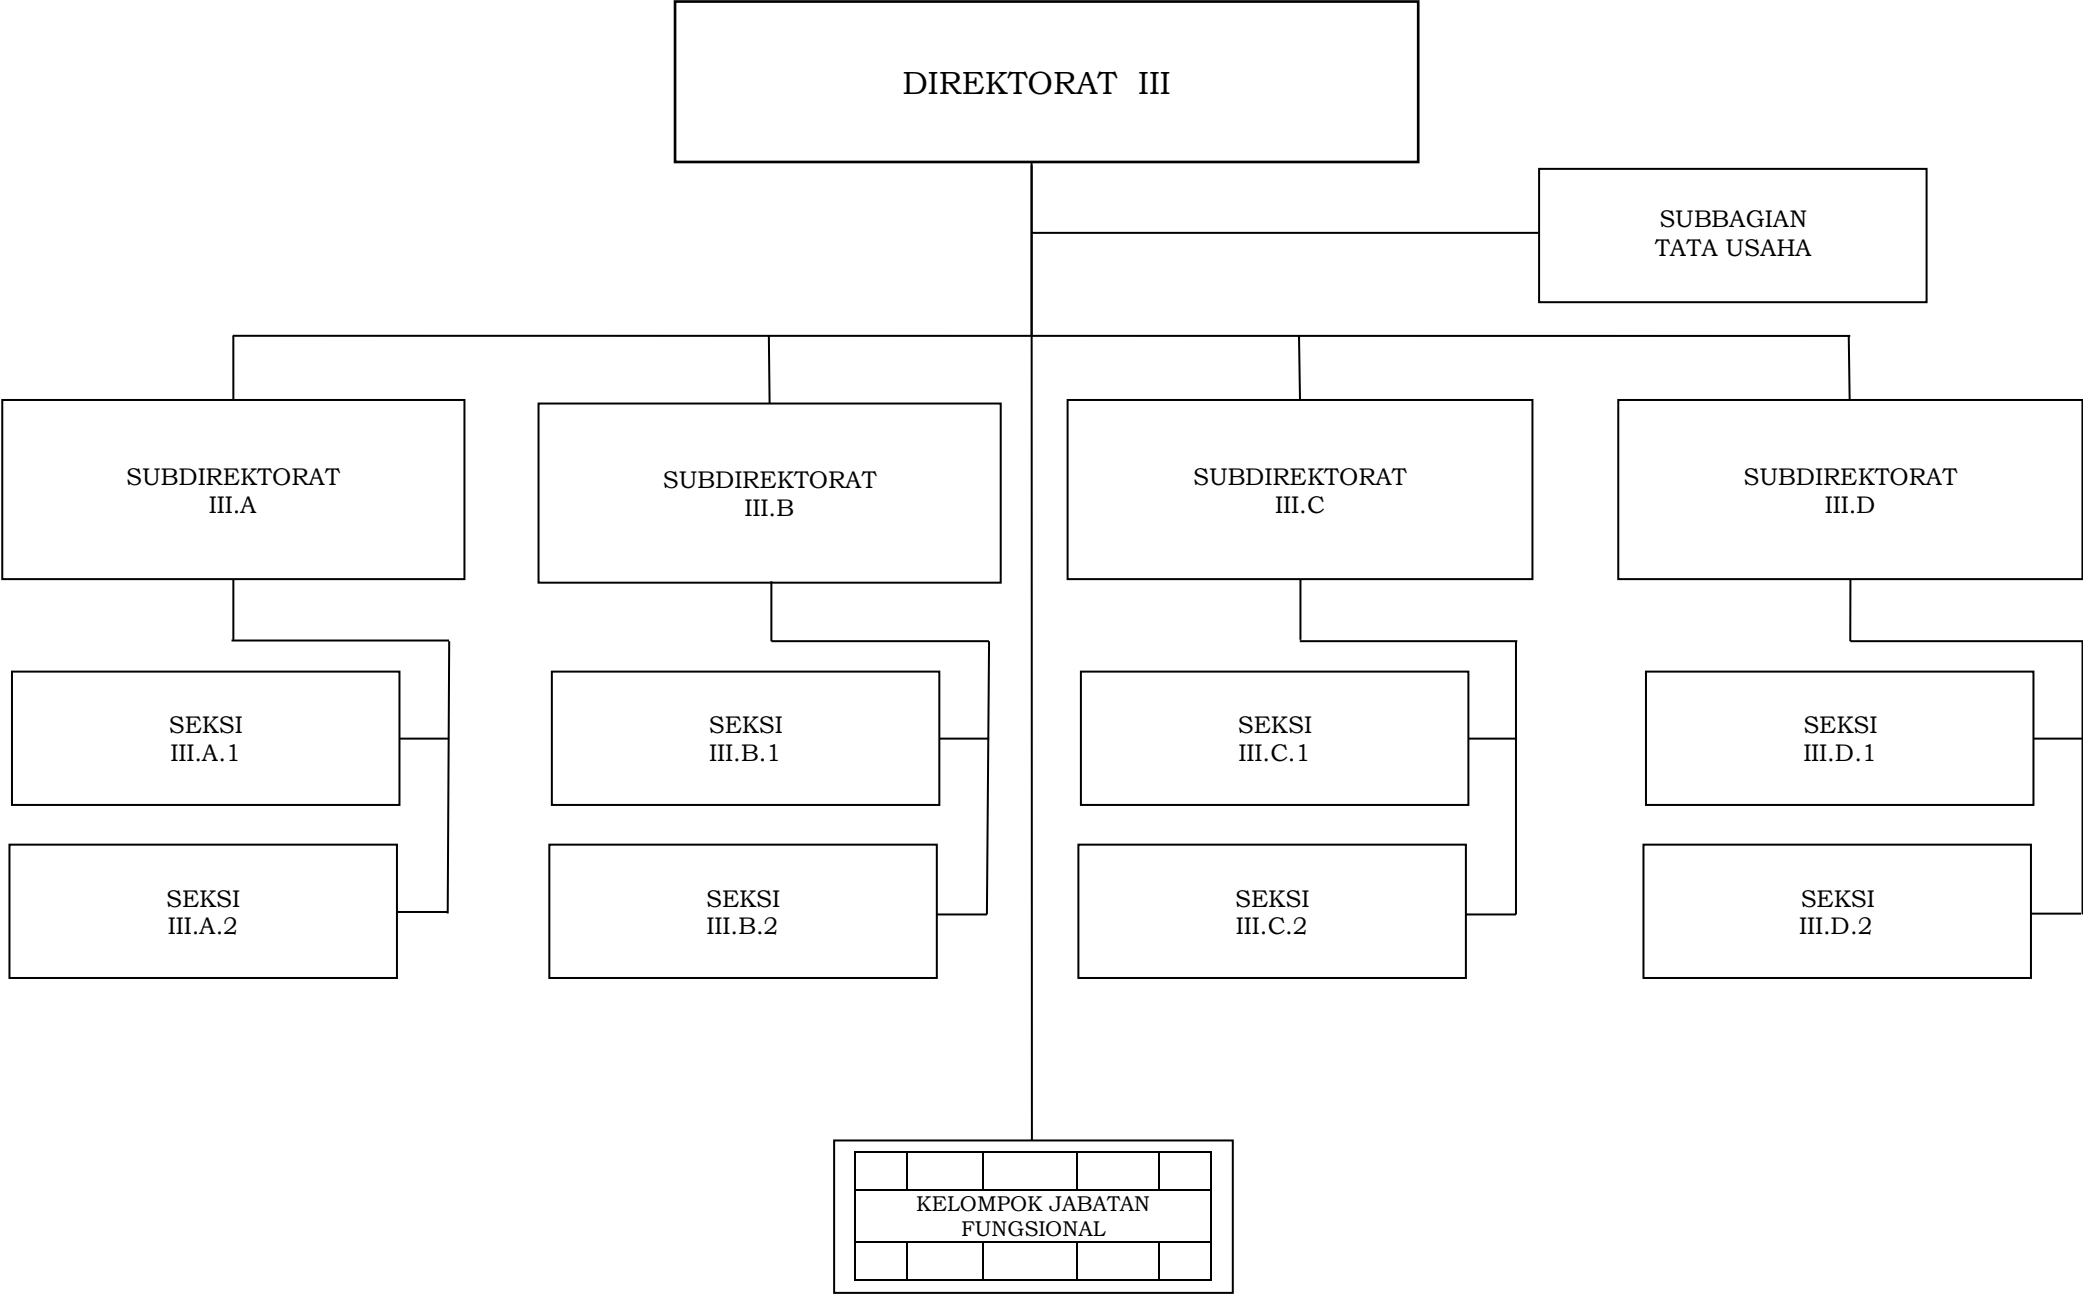 DIREKTORAT III
SUBBAGIAN
TATA USAHA
SUBDIREKTORAT
III.A
SUBDIREKTORAT
III.B
SUBDIREKTORAT
III.C
SUBDIREKTORAT
III.D
SEKSI
III.A.1
SEKSI
III.B.1
SEKSI
III.C.1
SEKSI
III.D.1
SEKSI
III.A.2
SEKSI
III.B.2
SEKSI
III.C.2
SEKSI
III.D.2
KELOMPOK JABATAN
FUNGSIONAL